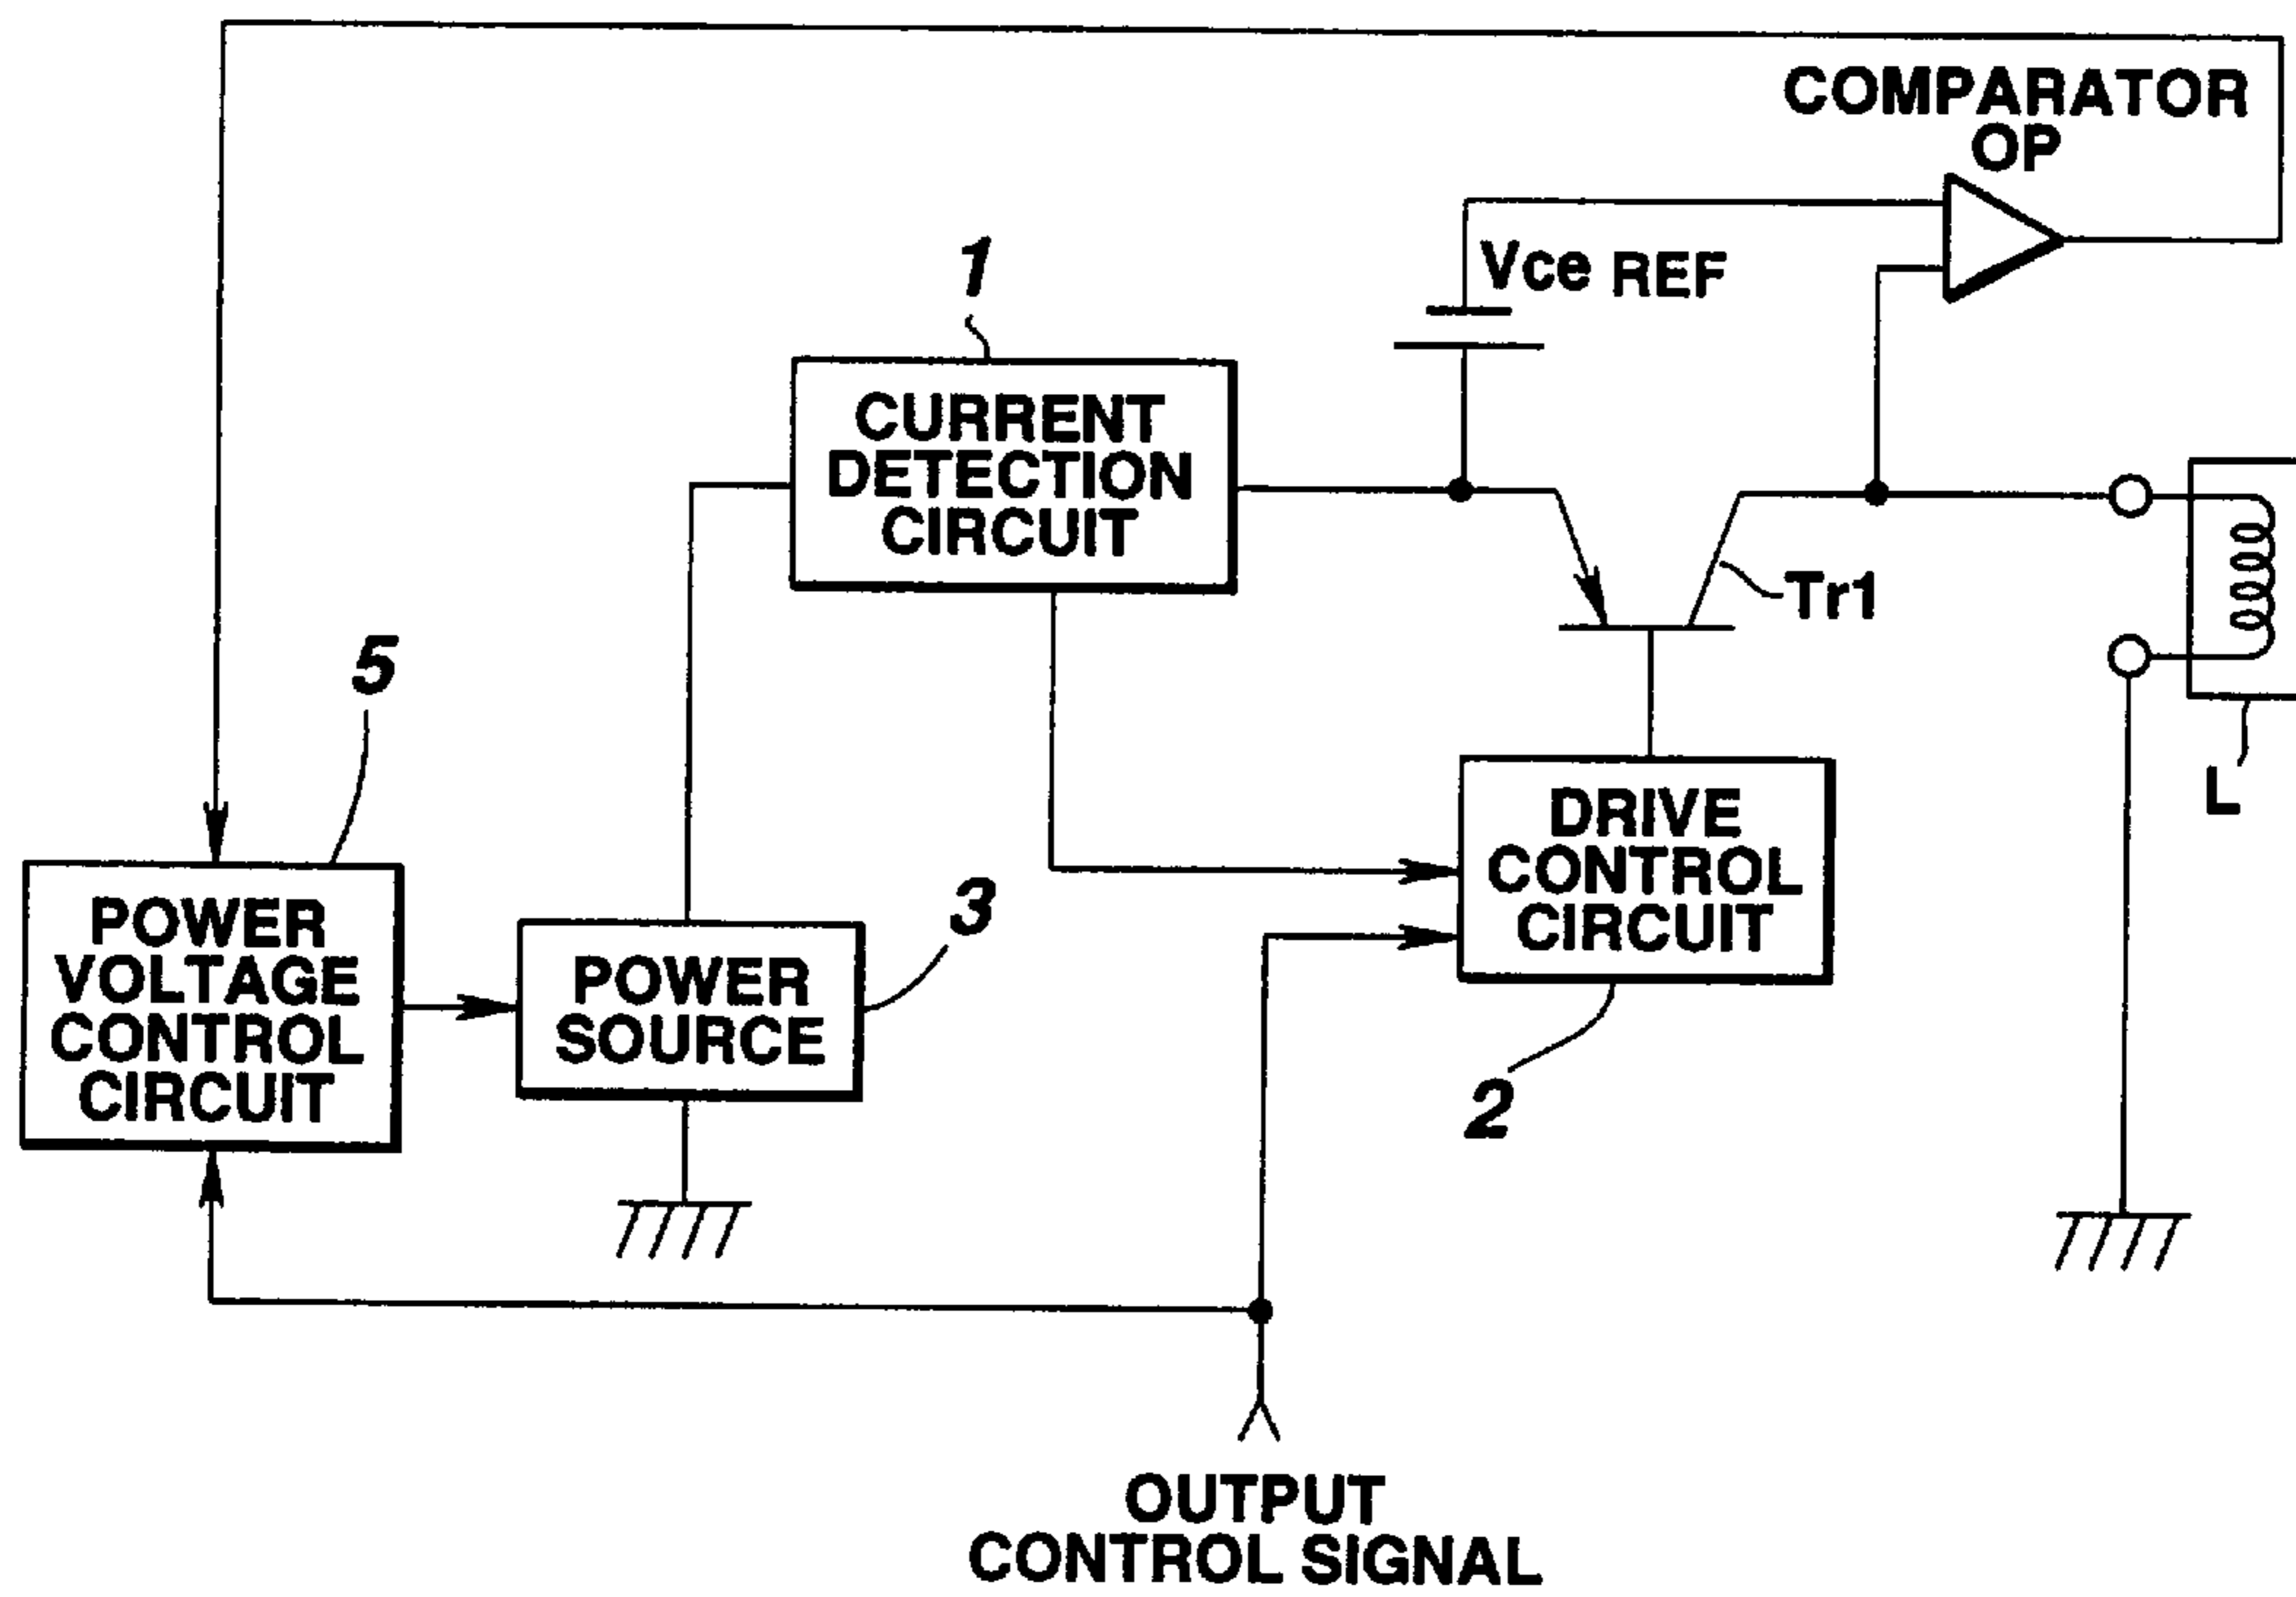 COMPARATOR
OP
1
Vce REF
CURRENT
DETECTION
CIRCUIT
Tr1
5
L
DRIVE
CONTROL
CIRCUIT
3
POWER
VOLTAGE
CONTROL
CIRCUIT
POWER
SOURCE
2
OUTPUT
CONTROL SIGNAL